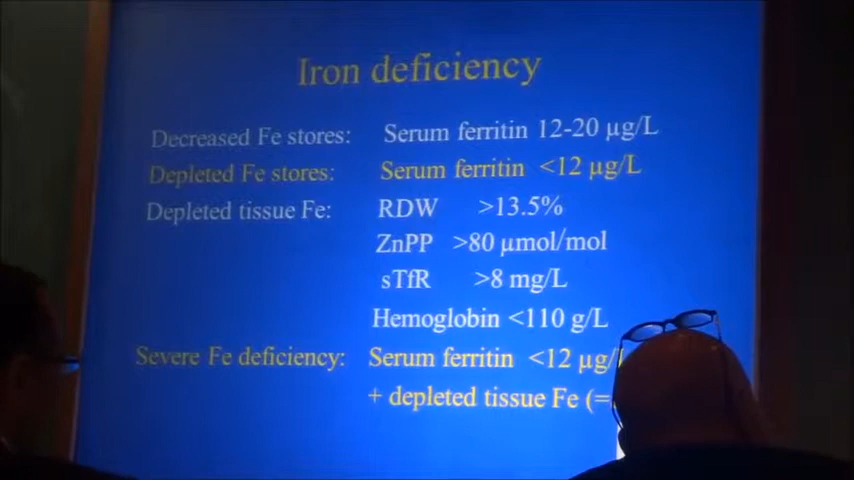 Iron deficiency
Decreased Fe stores: Serum ferritin 12-20 µg/L
Depleted Fe stores: Serum ferritin <12 µg/L
Depleted tissue Fe: RDW >13.5%
ZnPP >80 µmol/mol
sTfR >8 mg/L
Hemoglobin <110 g/L
Severe Fe deficiency: Serum ferritin <12 µg/
+ depleted tissue Fe (=